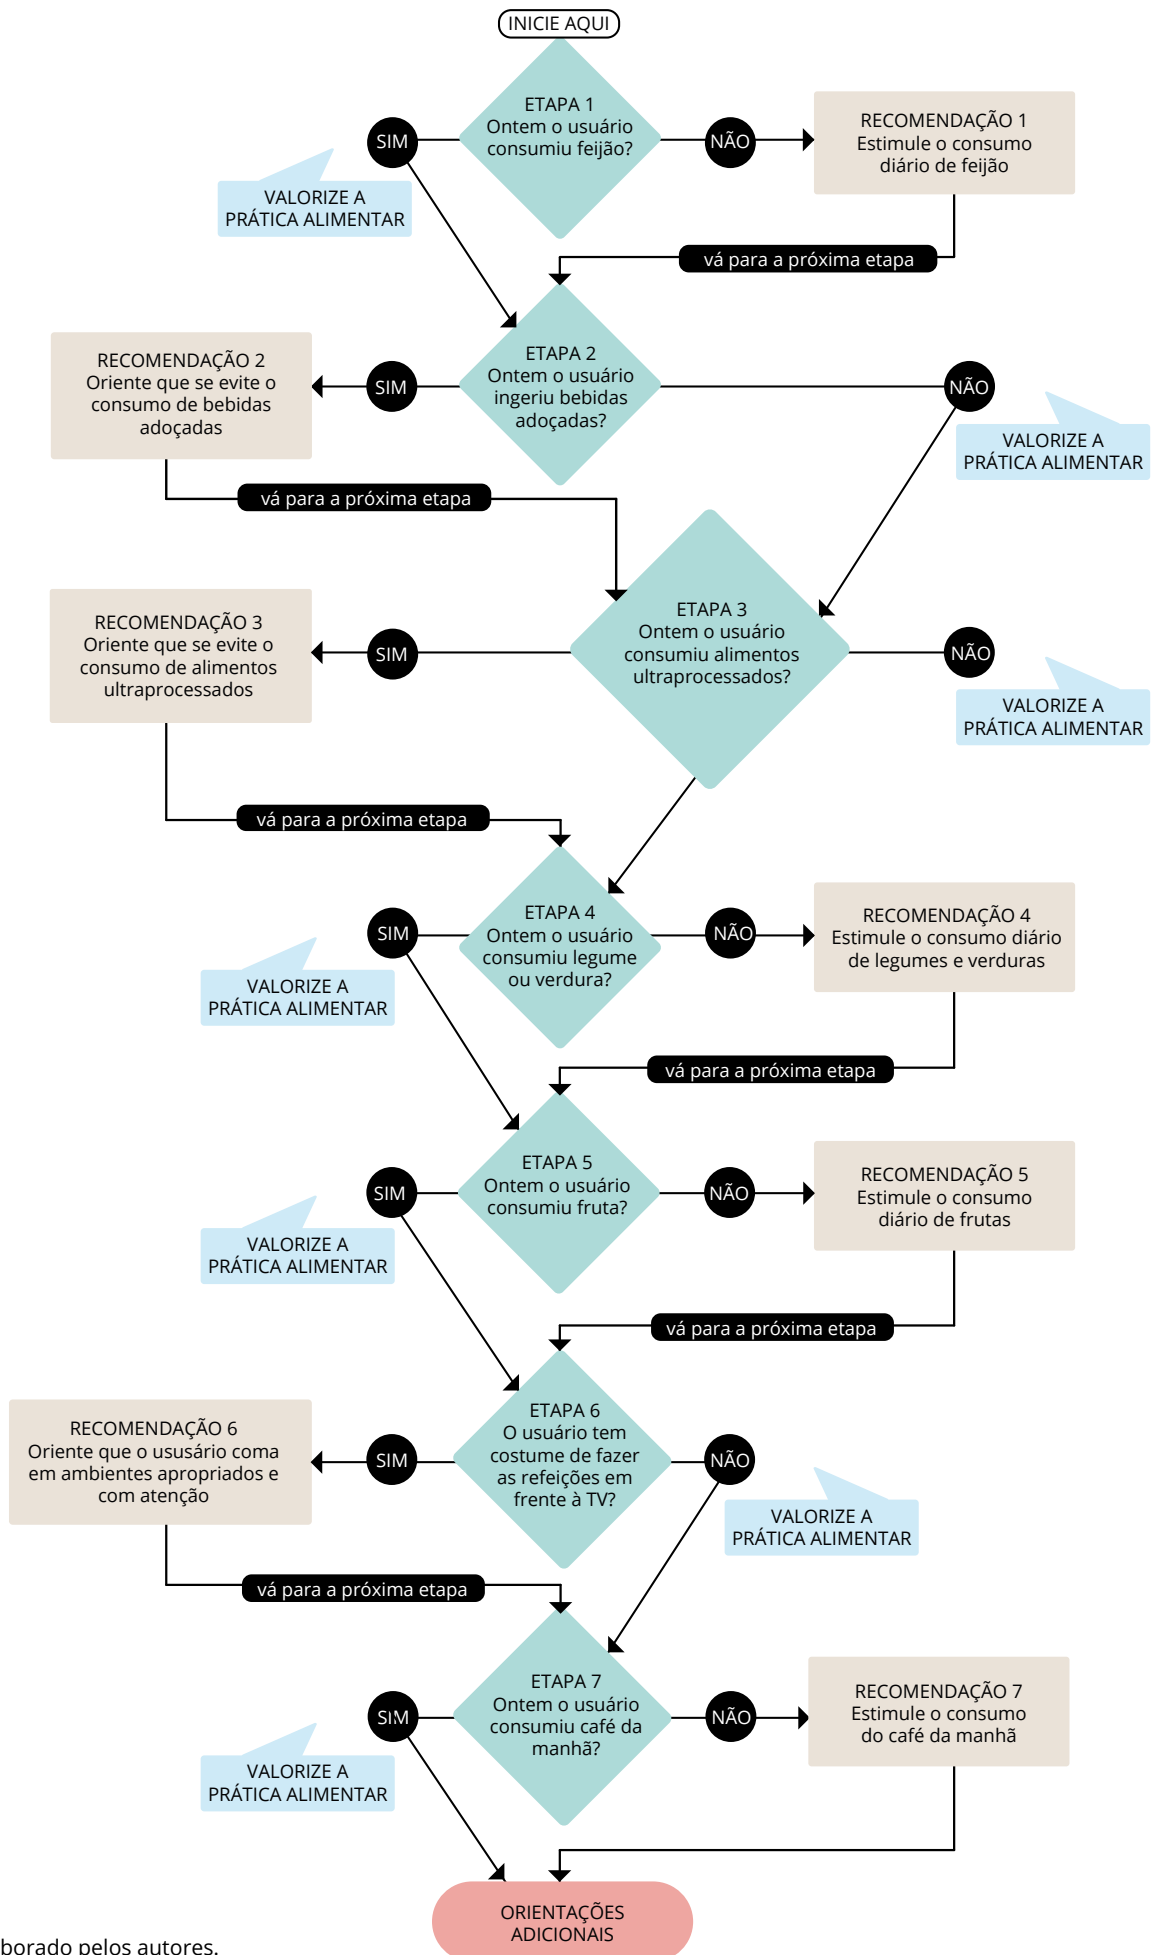 INICIE AQUI
ETAPA 1
Ontem o usuário
consumiu feijão?
SIM
NÃO
RECOMENDAÇÃO 1
Estimule o consumo
diário de feijão
VALORIZE A
PRÁTICA ALIMENTAR
vá para a próxima etapa
ETAPA 2
Ontem o usuário
ingeriu bebidas
adoçadas?
SIM
NÃO
RECOMENDAÇÃO 2
Oriente que se evite o
consumo de bebidas
adoçadas
VALORIZE A
PRÁTICA ALIMENTAR
vá para a próxima etapa
ETAPA 3
Ontem o usuário
consumiu alimentos
ultraprocessados?
SIM
NÃO
RECOMENDAÇÃO 3
Oriente que se evite o
consumo de alimentos
ultraprocessados
VALORIZE A
PRÁTICA ALIMENTAR
vá para a próxima etapa
ETAPA 4
Ontem o usuário
consumiu legume
ou verdura?
SIM
NÃO
RECOMENDAÇÃO 4
Estimule o consumo diário
de legumes e verduras
VALORIZE A
PRÁTICA ALIMENTAR
vá para a próxima etapa
ETAPA 5
Ontem o usuário
consumiu fruta?
SIM
NÃO
RECOMENDAÇÃO 5
Estimule o consumo
diário de frutas
VALORIZE A
PRÁTICA ALIMENTAR
vá para a próxima etapa
ETAPA 6
O usuário tem
costume de fazer
as refeições em
frente à TV?
SIM
NÃO
RECOMENDAÇÃO 6
Oriente que o ususário coma
em ambientes apropriados e
com atenção
VALORIZE A
PRÁTICA ALIMENTAR
vá para a próxima etapa
ETAPA 7
Ontem o usuário
consumiu café da
manhã?
SIM
NÃO
RECOMENDAÇÃO 7
Estimule o consumo
do café da manhã
VALORIZE A
PRÁTICA ALIMENTAR
ORIENTAÇÕES
ADICIONAIS
borado pelos autores.